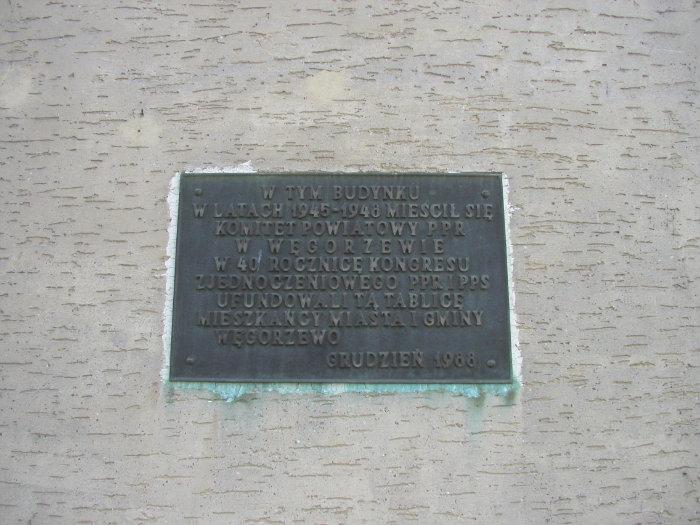 W TYM BUDYNKU
W LATACH 1945-1948 MIEŚCIŁ SIĘ
KOMITET POWIATOWY PPR
W WĘGORZEWIE
W 40 ROCZNICĘ KONGRESU
ZJEDNOCZENIOWEGO PPR I PPS
UFUNDOWALI TĄ TABLICĘ
MIESZKAŃCY MIASTA I GMINY
WĘGORZEWO
GRUDZIEŃ 1988